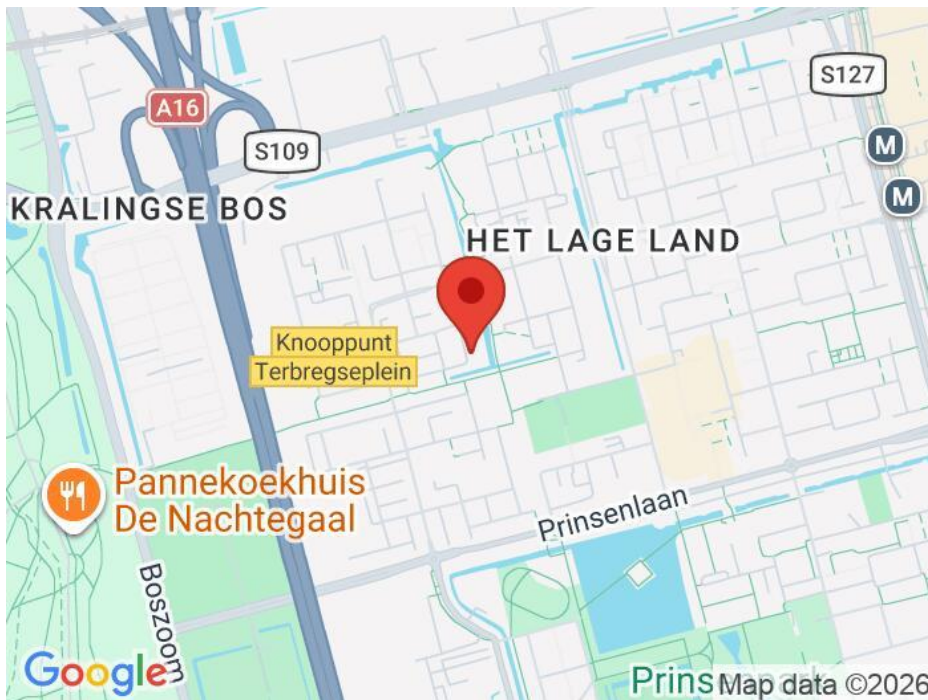 S127
A16
S109
M
M
KRALINGSE BOS
HET LAGE LAND
Knooppunt
Terbregseplein
Pannekoekhuis
De Nachtegaal
Prinsenlaan
Boszoom
Google
Map data ©2026